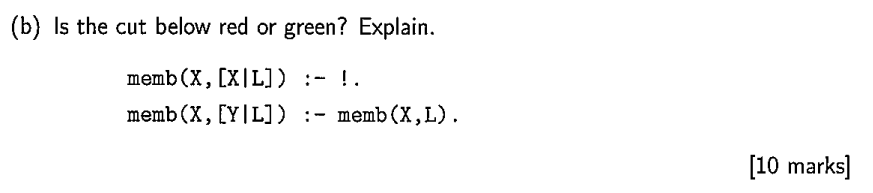 (b) Is the cut below red or green? Explain.
memb(X,[X|L]) :- !.
memb(X,[Y|L]) :- memb(X,L).
[10 marks]